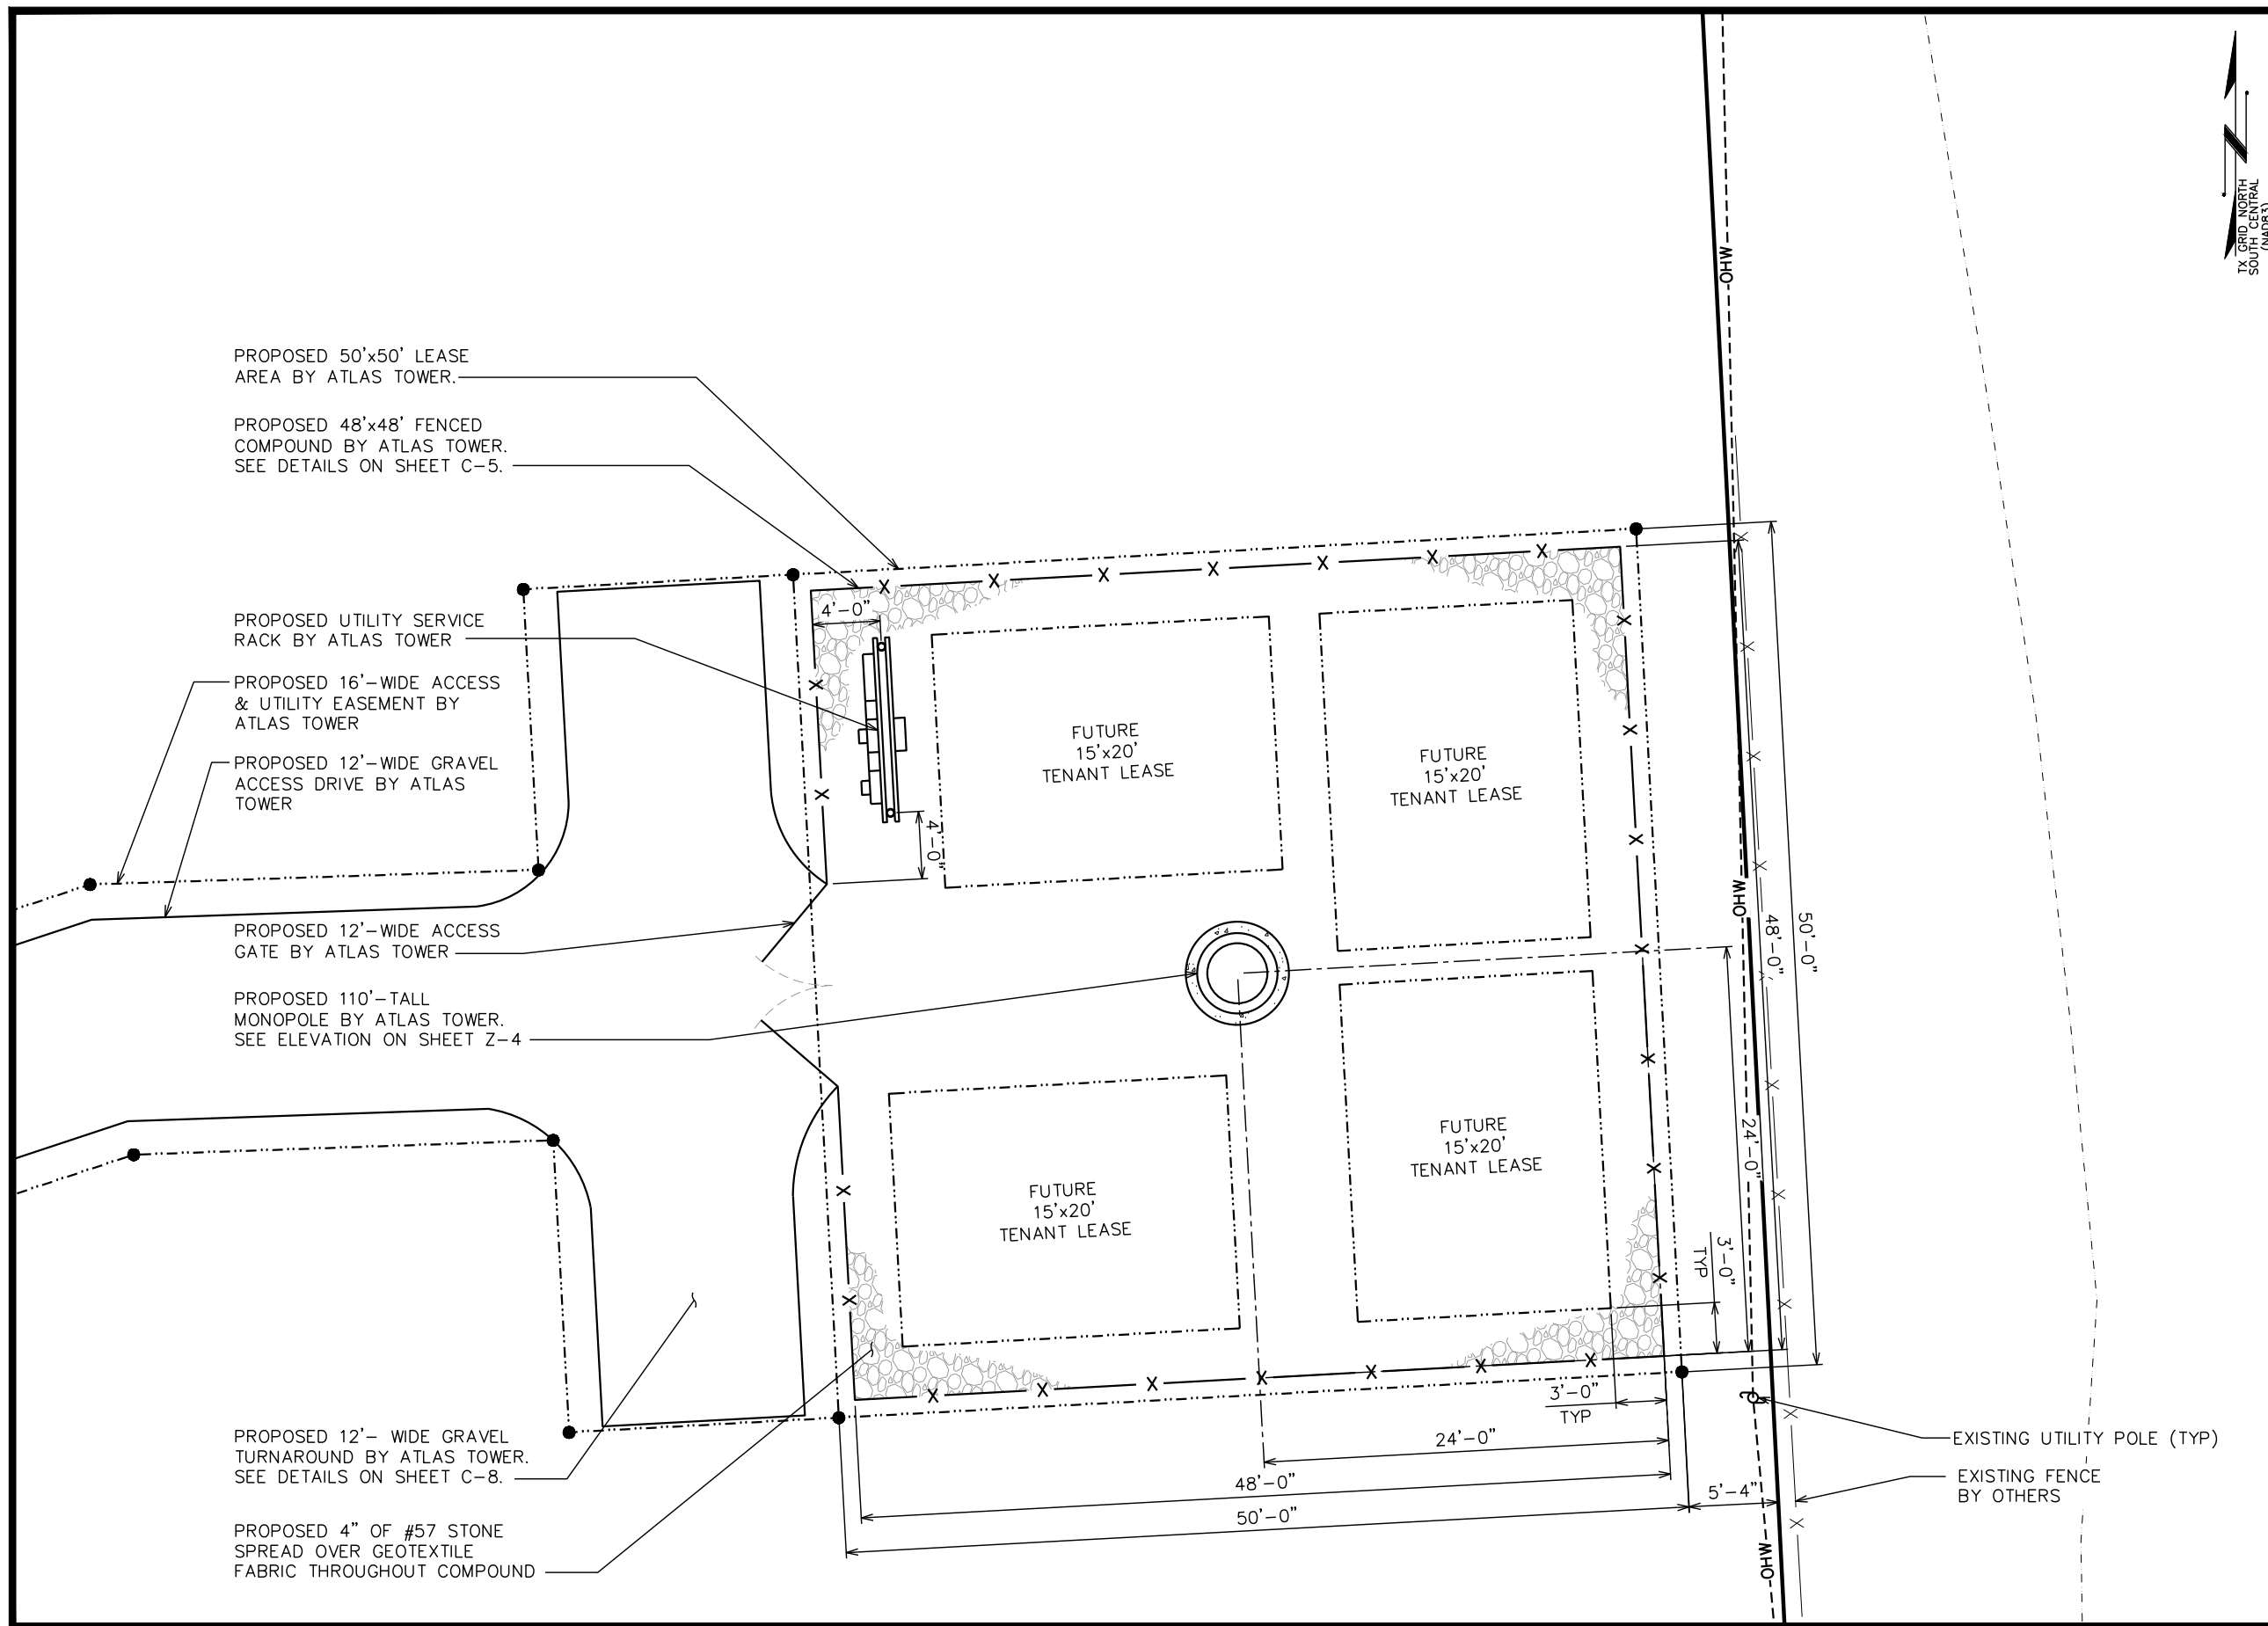 TX GRID NORTH
SOUTH CENTRAL
(NAD83)
OHW
PROPOSED 50'x50' LEASE
AREA BY ATLAS TOWER.
PROPOSED 48'x48' FENCED
COMPOUND BY ATLAS TOWER.
SEE DETAILS ON SHEET C-5.
PROPOSED UTILITY SERVICE
RACK BY ATLAS TOWER
PROPOSED 16'-WIDE ACCESS
& UTILITY EASEMENT BY
ATLAS TOWER
PROPOSED 12'-WIDE GRAVEL
ACCESS DRIVE BY ATLAS
TOWER
PROPOSED 12'-WIDE ACCESS
GATE BY ATLAS TOWER
PROPOSED 110'-TALL
MONOPOLE BY ATLAS TOWER.
SEE ELEVATION ON SHEET Z-4
PROPOSED 12'- WIDE GRAVEL
TURNAROUND BY ATLAS TOWER.
SEE DETAILS ON SHEET C-8.
PROPOSED 4" OF #57 STONE
SPREAD OVER GEOTEXTILE
FABRIC THROUGHOUT COMPOUND
4'-0"
4'-0"
FUTURE
15'x20'
TENANT LEASE
FUTURE
15'x20'
TENANT LEASE
FUTURE
15'x20'
TENANT LEASE
FUTURE
15'x20'
TENANT LEASE
OHW
48'-0"
50'-0"
24'-0"
3'-0"
TYP
3'-0"
TYP
24'-0"
48'-0"
50'-0"
5'-4"
OHW
EXISTING UTILITY POLE (TYP)
EXISTING FENCE
BY OTHERS